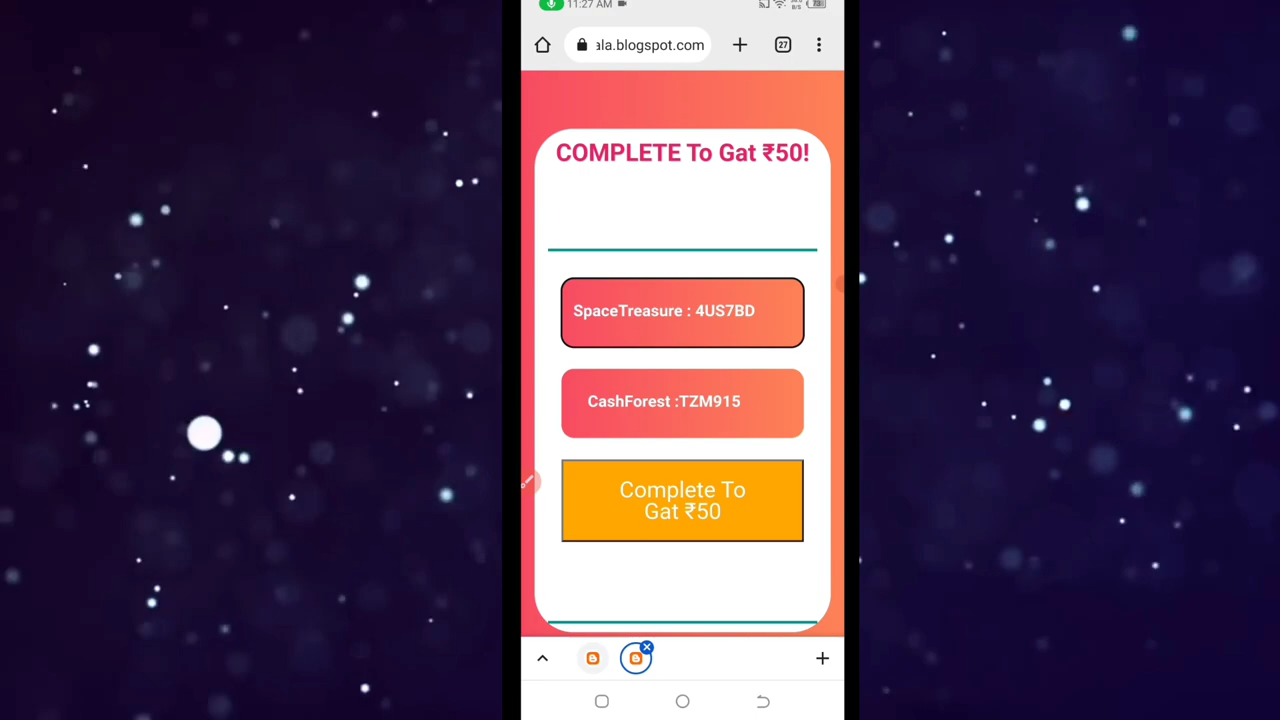 11:27 AM
ala.blogspot.com
27
COMPLETE To Gat ₹50!
SpaceTreasure : 4US7BD
CashForest :TZM915
Complete To
Gat ₹50